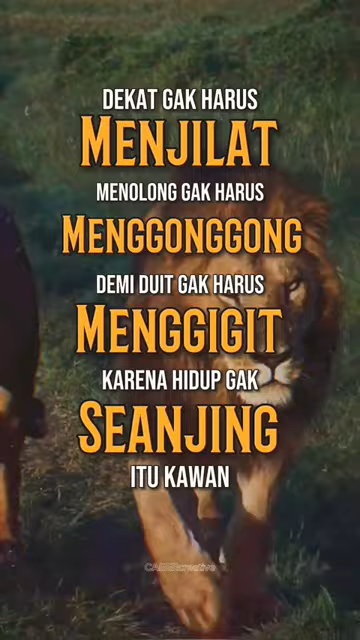 DEKAT GAK HARUS
MENJILAT
MENOLONG GAK HARUS
MENGGONGGONG
DEMI DUIT GAK HARUS
MENGGIGIT
KARENA HIDUP GAK
SEANJING
ITU KAWAN